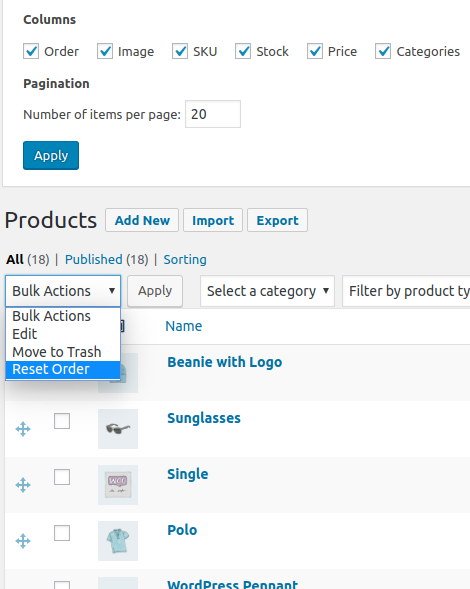 Columns
Order Image SKU Stock Price Categories
Pagination
Number of items per page: 20
Apply
Products Add New Import Export
All (18) | Published (18) | Sorting
Bulk Actions Apply Select a category Filter by product ty
Bulk Actions
Edit
Move to Trash
Reset Order
Name
Beanie with Logo
Sunglasses
Single
WOO
Polo
WordPress Pennant